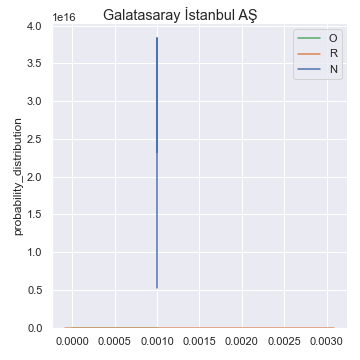 Galatasaray İstanbul AŞ
1e16
4.0
3.5
3.0
2.5
2.0
1.5
1.0
0.5
0.0
probability_distribution
0.0000 0.0005 0.0010 0.0015 0.0020 0.0025 0.0030
O
R
N